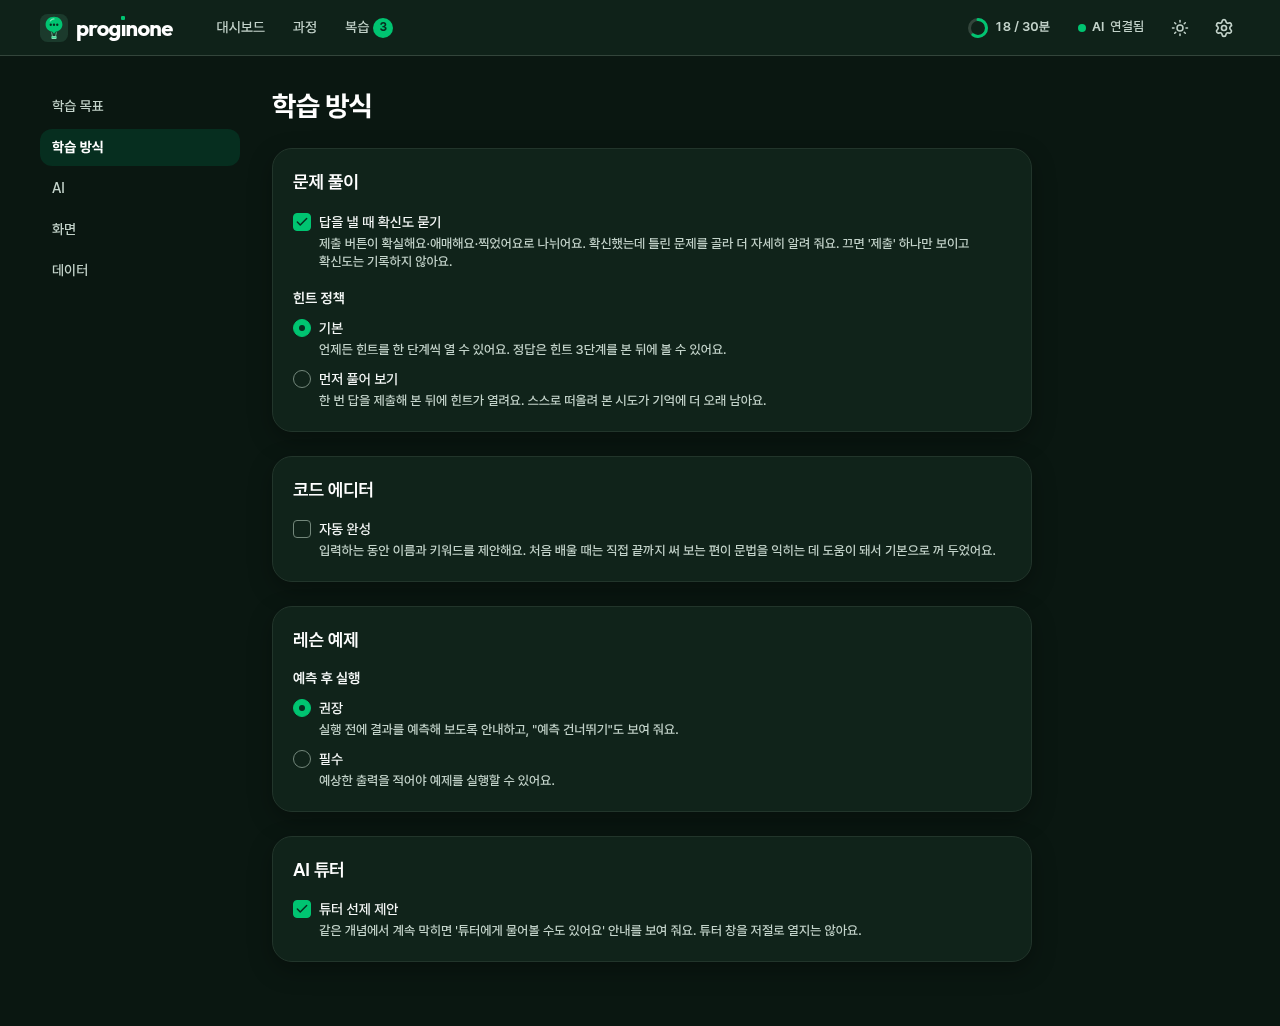 proginone
대시보드
과정
복습 3
18 / 30분
AI 연결됨
학습 목표
학습 방식
AI
화면
데이터
학습 방식
문제 풀이
답을 낼 때 확신도 묻기
제출 버튼이 확실해요·애매해요·찍었어요로 나뉘어요. 확신했는데 틀린 문제를 골라 더 자세히 알려 줘요. 끄면 '제출' 하나만 보이고
확신도는 기록하지 않아요.
힌트 정책
기본
언제든 힌트를 한 단계씩 열 수 있어요. 정답은 힌트 3단계를 본 뒤에 볼 수 있어요.
먼저 풀어 보기
한 번 답을 제출해 본 뒤에 힌트가 열려요. 스스로 떠올려 본 시도가 기억에 더 오래 남아요.
코드 에디터
자동 완성
입력하는 동안 이름과 키워드를 제안해요. 처음 배울 때는 직접 끝까지 써 보는 편이 문법을 익히는 데 도움이 돼서 기본으로 꺼 두었어요.
레슨 예제
예측 후 실행
권장
실행 전에 결과를 예측해 보도록 안내하고, "예측 건너뛰기"도 보여 줘요.
필수
예상한 출력을 적어야 예제를 실행할 수 있어요.
AI 튜터
튜터 선제 제안
같은 개념에서 계속 막히면 '튜터에게 물어볼 수도 있어요' 안내를 보여 줘요. 튜터 창을 저절로 열지는 않아요.